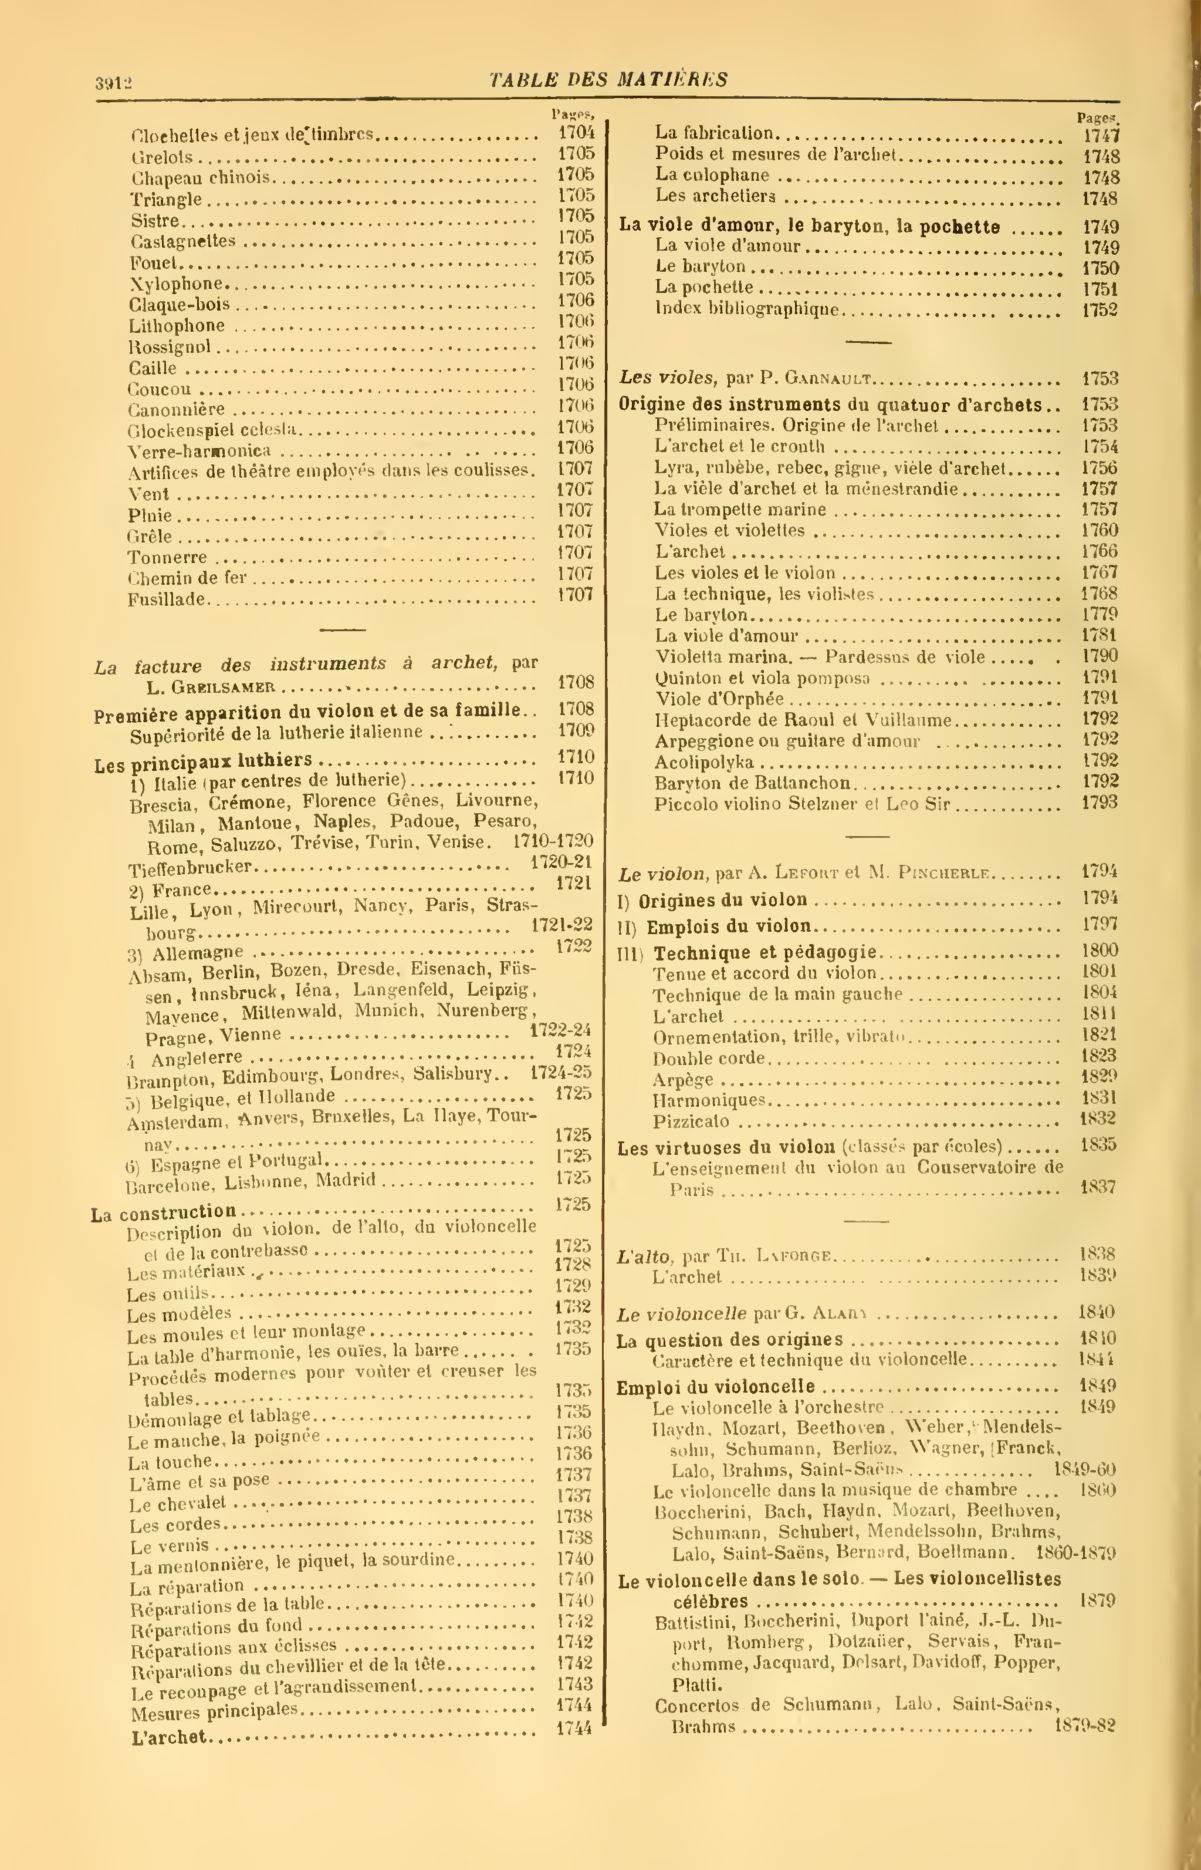 3912
TABLE DES MATIÈRES
Pages.
Clochettes et jeux de timbres.................. 1704
Grelots.................. 1705
Chapeau chinois.................. 1705
Triangle.................. 1705
Sistre.................. 1705
Castagnettes.................. 1705
Fouet.................. 1705
Xylophone.................. 1705
Claque-bois.................. 1706
Lithophone.................. 1706
Rossignol.................. 1706
Caille.................. 1706
Coucou.................. 1706
Canonnière.................. 1706
Glockenspiel celesta.................. 1706
Verre-harmonica.................. 1706
Artifices de théâtre employés dans les coulisses. 1707
Vent.................. 1707
Pluie.................. 1707
Grêle.................. 1707
Tonnerre.................. 1707
Chemin de fer.................. 1707
Fusillade.................. 1707
La facture des instruments à archet, par
L. GREILSAMER.................. 1708
Première apparition du violon et de sa famille.. 1708
Supériorité de la lutherie italienne.................. 1709
Les principaux luthiers.................. 1710
1) Italie (par centres de lutherie).................. 1710
Brescia, Crémone, Florence Gênes, Livourne,
Milan, Mantoue, Naples, Padoue, Pesaro,
Rome, Saluzzo, Trévise, Turin, Venise. 1710-1720
Tieffenbrucker.................. 1720-21
2) France.................. 1721
Lille, Lyon, Mirecourt, Nancy, Paris, Stras-
bourg.................. 1721-22
3) Allemagne.................. 1722
Absam, Berlin, Bozen, Dresde, Eisenach, Füs-
sen, Innsbruck, Iéna, Langenfeld, Leipzig,
Mayence, Mittenwald, Munich, Nurenberg,
Prague, Vienne.................. 1722-24
4 Angleterre.................. 1724
Brampton, Edimbourg, Londres, Salisbury.. 1724-25
5) Belgique, et Hollande.................. 1725
Amsterdam, Anvers, Bruxelles, La Haye, Tour-
nay.................. 1725
6) Espagne et Portugal.................. 1725
Barcelone, Lisbonne, Madrid.................. 1725
La construction.................. 1725
Description du violon, de l'alto, du violoncelle
et de la contrebasse.................. 1725
Les matériaux.................. 1728
Les outils.................. 1729
Les modèles.................. 1732
Les moules et leur montage.................. 1732
La table d'harmonie, les ouïes, la barre....... 1735
Procédés modernes pour voûter et creuser les
tables.................. 1735
Démoulage et tablage.................. 1735
Le manche, la poignée.................. 1736
La touche.................. 1736
L'âme et sa pose.................. 1737
Le chevalet.................. 1737
Les cordes.................. 1738
Le vernis.................. 1738
La mentonnière, le piquet, la sourdine......... 1740
La réparation.................. 1740
Réparations de la table.................. 1740
Réparations du fond.................. 1742
Réparations aux éclisses.................. 1742
Réparations du chevillier et de la tête.......... 1742
Le recoupage et l'agrandissement............. 1743
Mesures principales.................. 1744
L'archet.................. 1744
Pages.
La fabrication.................. 1747
Poids et mesures de l'archet.................. 1748
La colophane.................. 1748
Les archetiers.................. 1748
La viole d'amour, le baryton, la pochette...... 1749
La viole d'amour.................. 1749
Le baryton.................. 1750
La pochette.................. 1751
Index bibliographique.................. 1752
Les violes, par P. GARNAULT.................. 1753
Origine des instruments du quatuor d'archets.. 1753
Préliminaires. Origine de l'archet............. 1753
L'archet et le crouth.................. 1754
Lyra, rubèbe, rebec, gigue, vièle d'archet...... 1756
La vièle d'archet et la ménestrandie........... 1757
La trompette marine.................. 1757
Violes et violettes.................. 1760
L'archet.................. 1766
Les violes et le violon.................. 1767
La technique, les violistes.................. 1768
Le baryton.................. 1779
La viole d'amour.................. 1781
Violetta marina. — Pardessus de viole..... . 1790
Quinton et viola pomposa.................. 1791
Viole d'Orphée.................. 1791
Heptacorde de Raoul et Vuillaume............ 1792
Arpeggione ou guitare d'amour.................. 1792
Acolipolyka.................. 1792
Baryton de Battanchon.................. 1792
Piccolo violino Stelzner et Leo Sir............ 1793
Le violon, par A. LEFORT et M. PINCHERLE........ 1794
I) Origines du violon.................. 1794
II) Emplois du violon.................. 1797
III) Technique et pédagogie.................. 1800
Tenue et accord du violon.................. 1801
Technique de la main gauche.................. 1804
L'archet.................. 1811
Ornementation, trille, vibrato.................. 1821
Double corde.................. 1823
Arpège.................. 1829
Harmoniques.................. 1831
Pizzicato.................. 1832
Les virtuoses du violon (classés par écoles)...... 1835
L'enseignement du violon au Conservatoire de
Paris.................. 1837
L'alto, par TH. LAFORGE.................. 1838
L'archet.................. 1839
Le violoncelle par G. ALARY.................. 1840
La question des origines.................. 1840
Caractère et technique du violoncelle.......... 1844
Emploi du violoncelle.................. 1849
Le violoncelle à l'orchestre.................. 1849
Haydn, Mozart, Beethoven, Weber, Mendels-
sohn, Schumann, Berlioz, Wagner, Franck,
Lalo, Brahms, Saint-Saëns.................. 1849-60
Le violoncelle dans la musique de chambre.... 1860
Boccherini, Bach, Haydn, Mozart, Beethoven,
Schumann, Schubert, Mendelssohn, Brahms,
Lalo, Saint-Saëns, Bernard, Boellmann. 1860-1879
Le violoncelle dans le solo. — Les violoncellistes
célèbres.................. 1879
Battistini, Boccherini, Duport l'aîné, J.-L. Du-
port, Romberg, Dotzaüer, Servais, Fran-
chomme, Jacquard, Delsart, Davidoff, Popper,
Platti.
Concertos de Schumann, Lalo, Saint-Saëns,
Brahms.................. 1879-82